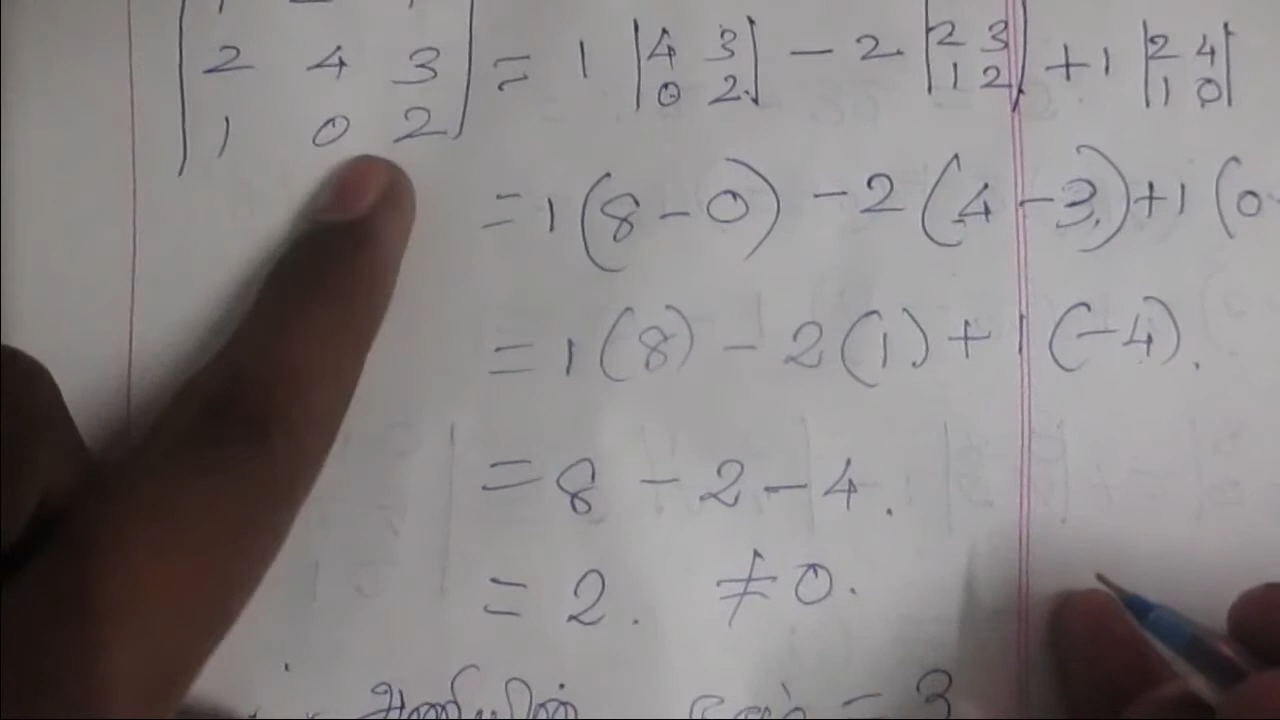 2 4 3 = 1 |4 3| - 2 |2 3| + 1 |2 4|
1 0 2 |0 2| |1 2| |1 0|
= 1 (8 - 0) - 2 (4 - 3) + 1 (0
= 1 (8) - 2 (1) + 1 (-4).
= 8 - 2 - 4.
= 2. ≠ 0.
அணியின் - 3